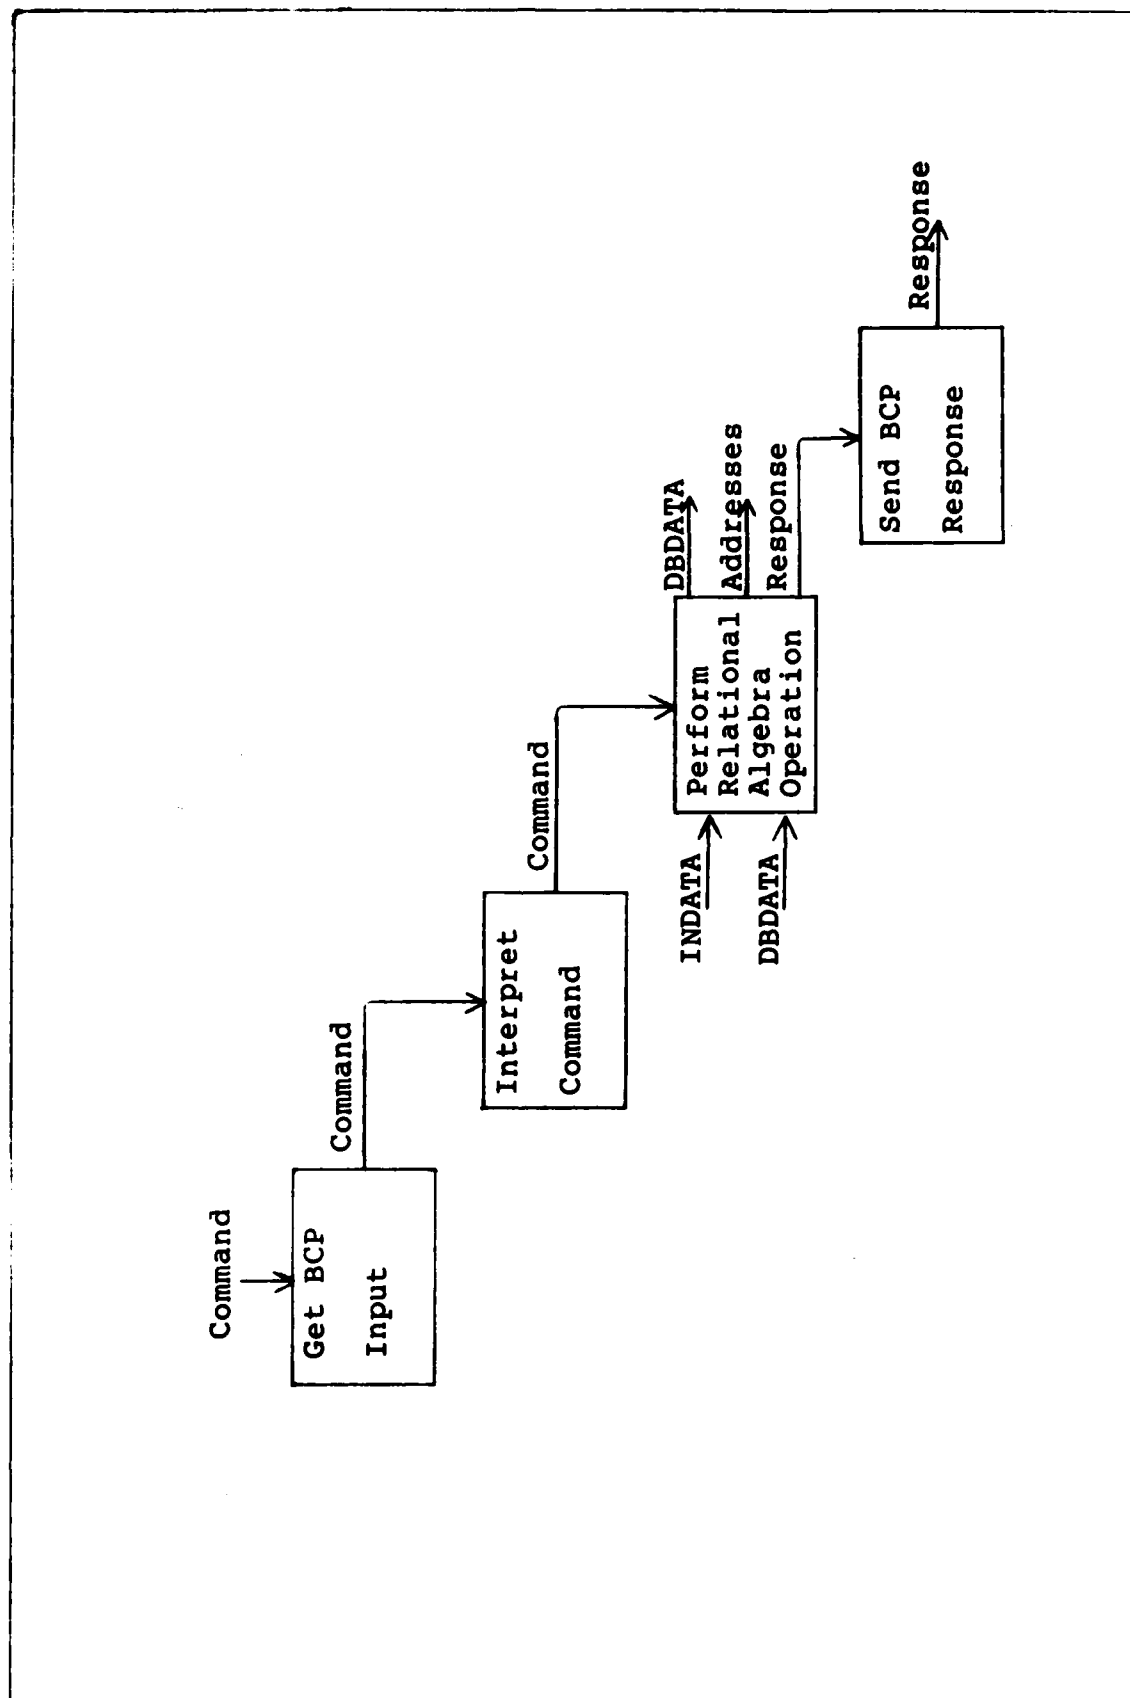 Command
Get BCP
Input
Command
Interpret
Command
Command
INDATA
DBDATA
Perform
Relational
Algebra
Operation
DBDATA
Addresses
Response
Send BCP
Response
Response